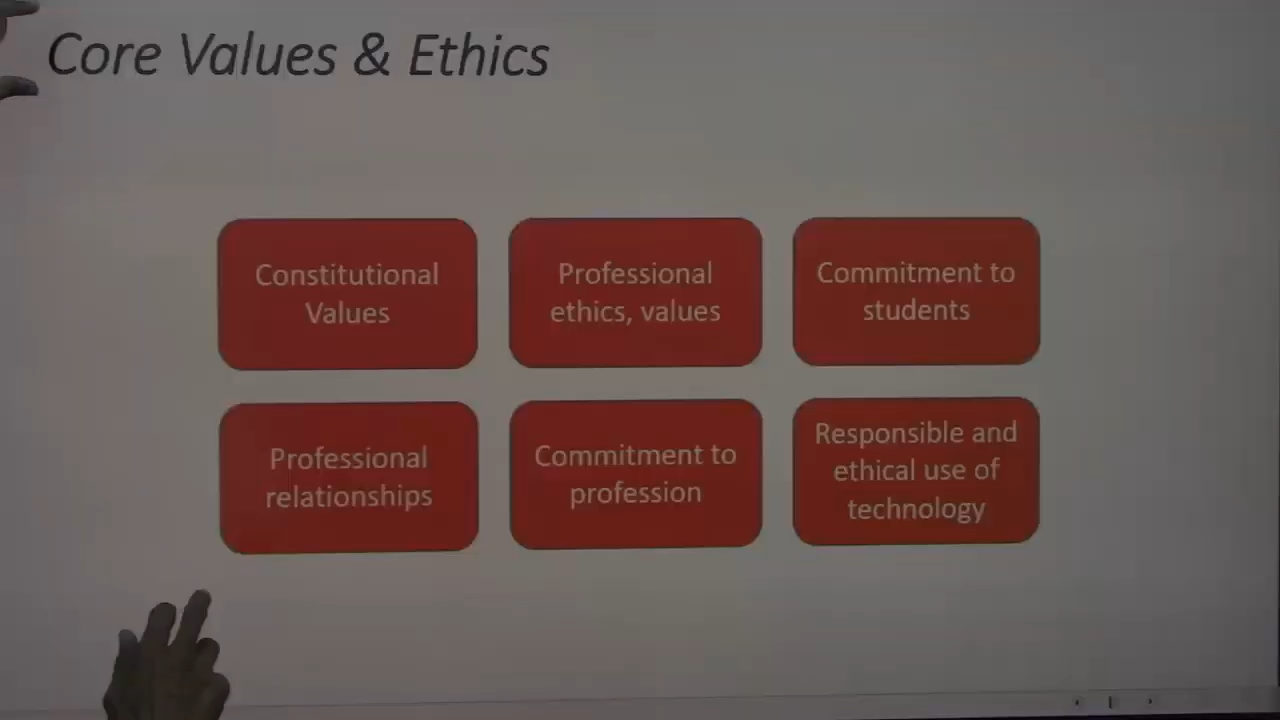 Core Values & Ethics
Constitutional
Values
Professional
ethics, values
Commitment to
students
Professional
relationships
Commitment to
profession
Responsible and
ethical use of
technology